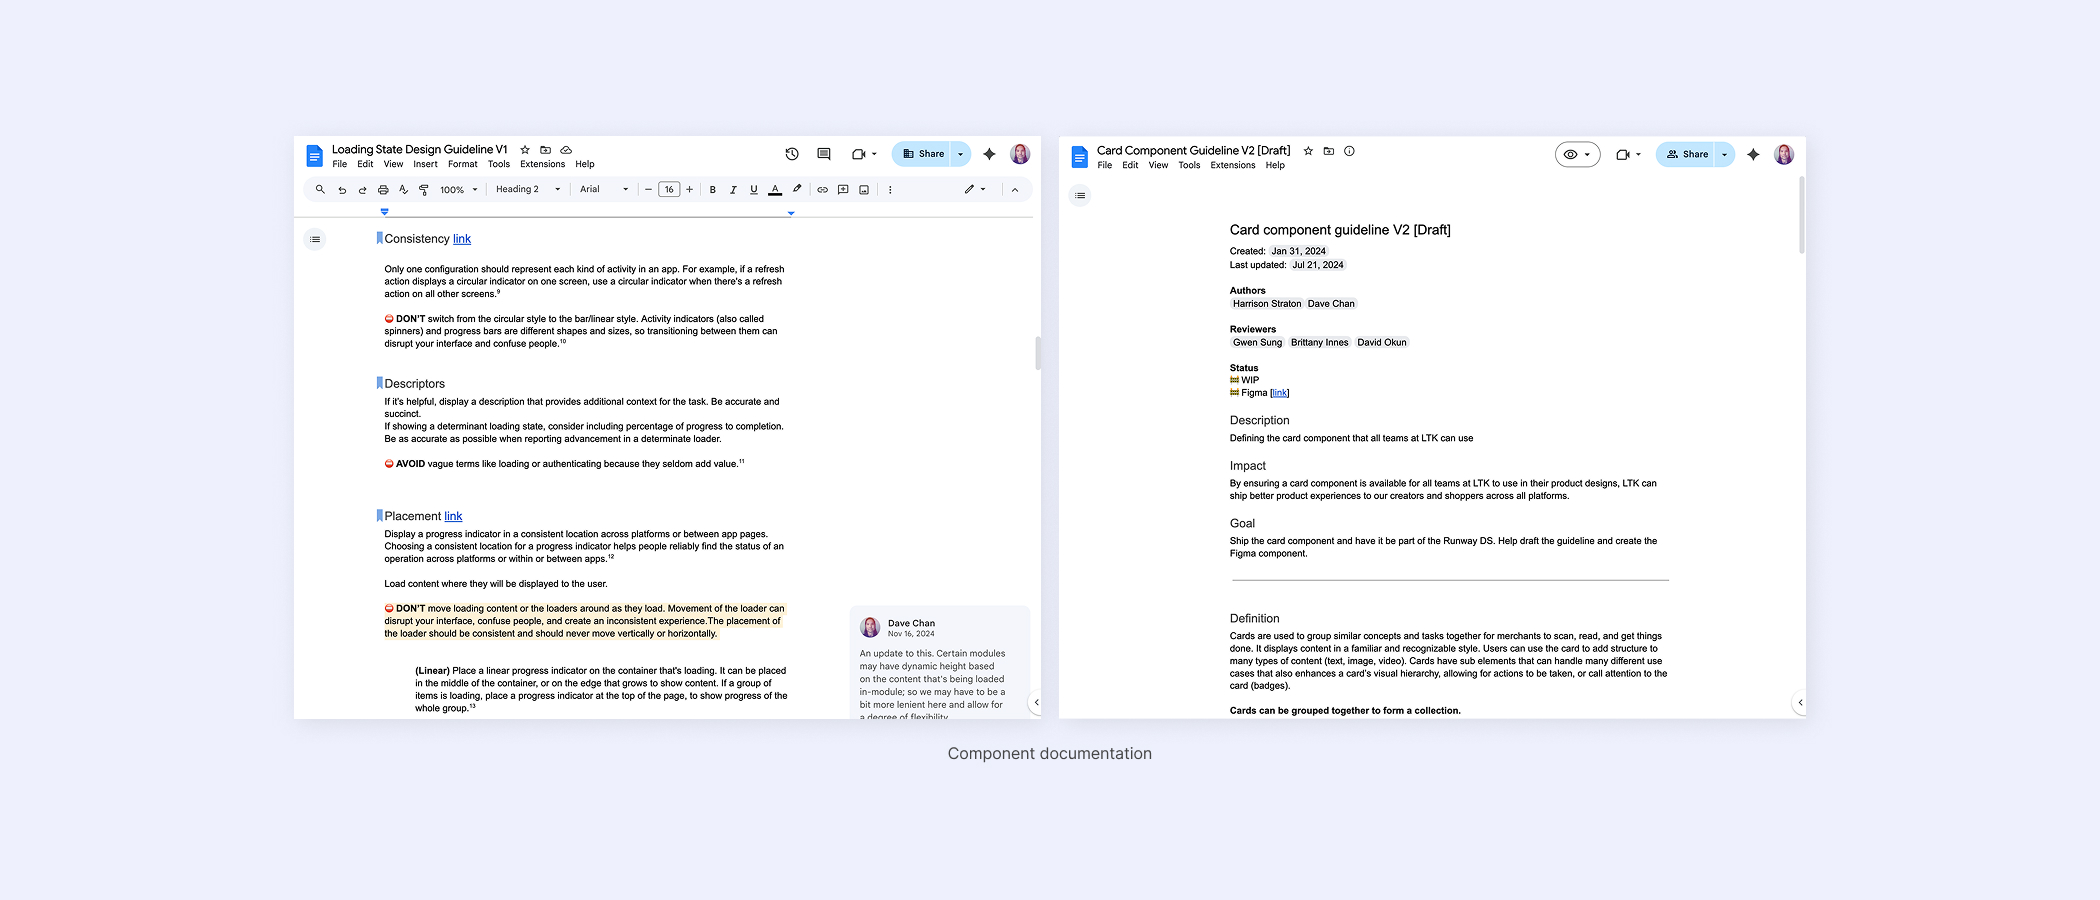 Loading State Design Guideline V1
File Edit View Insert Format Tools Extensions Help
Share
100% Heading 2 Arial 16 B I U A
Consistency link
Only one configuration should represent each kind of activity in an app. For example, if a refresh
action displays a circular indicator on one screen, use a circular indicator when there's a refresh
action on all other screens.⁹
DON'T switch from the circular style to the bar/linear style. Activity indicators (also called
spinners) and progress bars are different shapes and sizes, so transitioning between them can
disrupt your interface and confuse people.¹⁰
Descriptors
If it's helpful, display a description that provides additional context for the task. Be accurate and
succinct.
If showing a determinant loading state, consider including percentage of progress to completion.
Be as accurate as possible when reporting advancement in a determinate loader.
AVOID vague terms like loading or authenticating because they seldom add value.¹¹
Placement link
Display a progress indicator in a consistent location across platforms or between app pages.
Choosing a consistent location for a progress indicator helps people reliably find the status of an
operation across platforms or within or between apps.¹²
Load content where they will be displayed to the user.
DON'T move loading content or the loaders around as they load. Movement of the loader can
disrupt your interface, confuse people, and create an inconsistent experience.The placement of
the loader should be consistent and should never move vertically or horizontally.
(Linear) Place a linear progress indicator on the container that's loading. It can be placed
in the middle of the container, or on the edge that grows to show content. If a group of
items is loading, place a progress indicator at the top of the page, to show progress of the
whole group.¹³
Dave Chan
Nov 16, 2024
An update to this. Certain modules
may have dynamic height based
on the content that's being loaded
in-module; so we may have to be a
bit more lenient here and allow for
a degree of flexibility
Card Component Guideline V2 [Draft]
File Edit View Tools Extensions Help
Share
Card component guideline V2 [Draft]
Created: Jan 31, 2024
Last updated: Jul 21, 2024
Authors
Harrison Straton Dave Chan
Reviewers
Gwen Sung Brittany Innes David Okun
Status
WIP
Figma [link]
Description
Defining the card component that all teams at LTK can use
Impact
By ensuring a card component is available for all teams at LTK to use in their product designs, LTK can
ship better product experiences to our creators and shoppers across all platforms.
Goal
Ship the card component and have it be part of the Runway DS. Help draft the guideline and create the
Figma component.
Definition
Cards are used to group similar concepts and tasks together for merchants to scan, read, and get things
done. It displays content in a familiar and recognizable style. Users can use the card to add structure to
many types of content (text, image, video). Cards have sub elements that can handle many different use
cases that also enhances a card's visual hierarchy, allowing for actions to be taken, or call attention to the
card (badges).
Cards can be grouped together to form a collection.
Component documentation